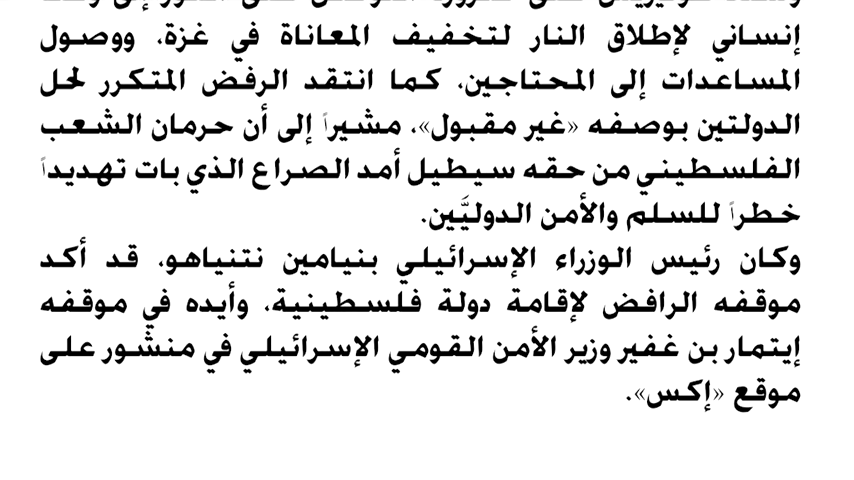 إنساني لإطلاق النار لتخفيف المعاناة في غزة، ووصول
المساعدات إلى المحتاجين، كما انتقد الرفض المتكرر لحل
الدولتين بوصفه «غير مقبول»، مشيراً إلى أن حرمان الشعب
الفلسطيني من حقه سيطيل أمد الصراع الذي بات تهديداً
خطراً للسلم والأمن الدوليَّين.
وكان رئيس الوزراء الإسرائيلي بنيامين نتنياهو، قد أكد
موقفه الرافض لإقامة دولة فلسطينية، وأيده في موقفه
إيتمار بن غفير وزير الأمن القومي الإسرائيلي في منشور على
موقع «إكس».